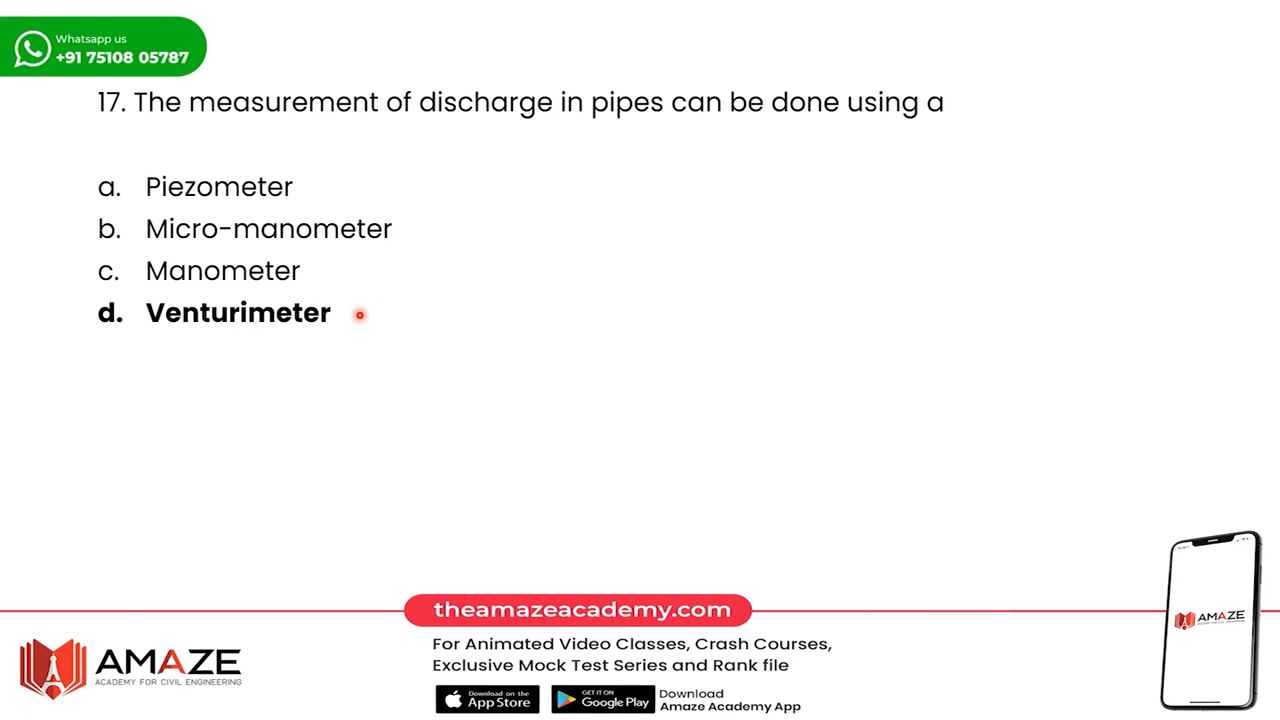 Whatsapp us
+91 75108 05787
17. The measurement of discharge in pipes can be done using a
a. Piezometer
b. Micro-manometer
c. Manometer
d. Venturimeter
theamazeacademy.com
For Animated Video Classes, Crash Courses,
Exclusive Mock Test Series and Rank file
AMAZE
ACADEMY FOR CIVIL ENGINEERING
Download on the
App Store
GET IT ON
Google Play
Download
Amaze Academy App
AMAZE